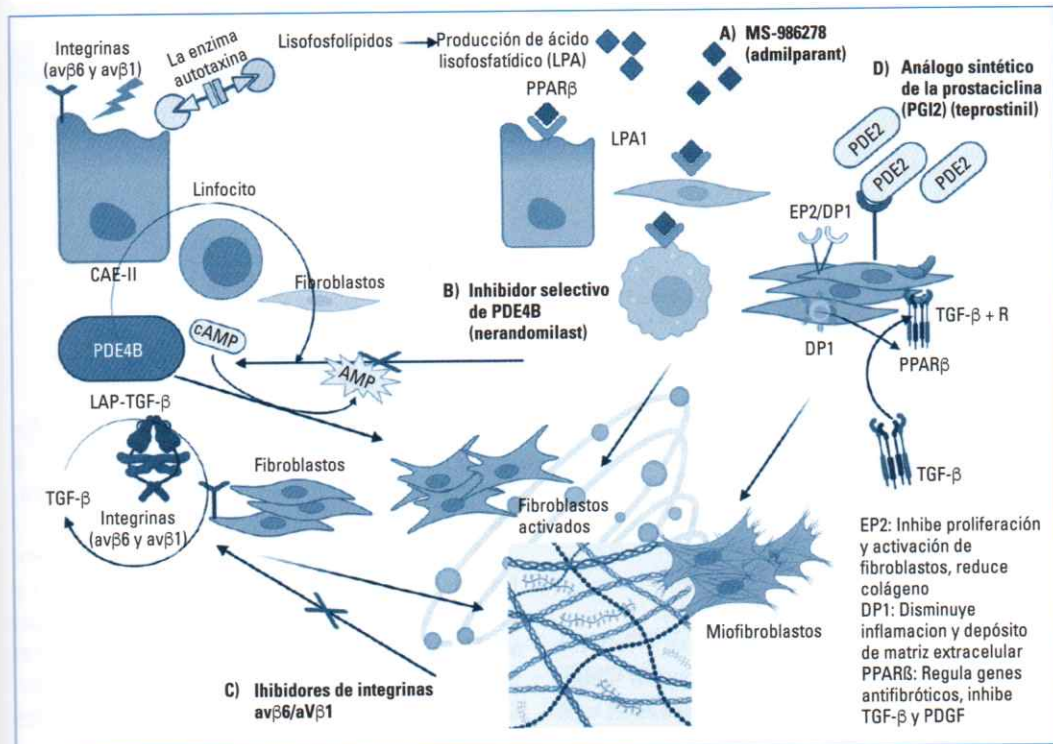 Integrinas
(avβ6 y avβ1)
La enzima
autotaxina
Lisofosfolípidos
Producción de ácido
lisofosfatídico (LPA)
A) MS-986278
(admilparant)
D) Análogo sintético
de la prostaciclina
(PGI2) (teprostinil)
PPARβ
LPA1
PDE2
PDE2
PDE2
Linfocito
EP2/DP1
CAE-II
Fibroblastos
B) Inhibidor selectivo
de PDE4B
(nerandomilast)
cAMP
PDE4B
AMP
TGF-β + R
DP1
PPARβ
LAP-TGF-β
Fibroblastos
TGF-β
Integrinas
(avβ6 y avβ1)
Fibroblastos
activados
TGF-β
Miofibroblastos
C) Ihibidores de integrinas
avβ6/aVβ1
EP2: Inhibe proliferación
y activación de
fibroblastos, reduce
colágeno
DP1: Disminuye
inflamacion y depósito
de matriz extracelular
PPARß: Regula genes
antifibróticos, inhibe
TGF-β y PDGF